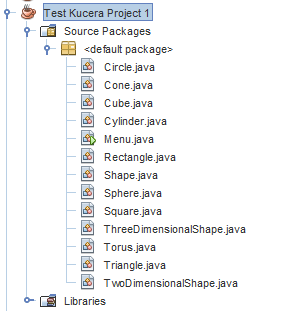 Test Kucera Project 1
Source Packages
<default package>
Circle.java
Cone.java
Cube.java
Cylinder.java
Menu.java
Rectangle.java
Shape.java
Sphere.java
Square.java
ThreeDimensionalShape.java
Torus.java
Triangle.java
TwoDimensionalShape.java
Libraries